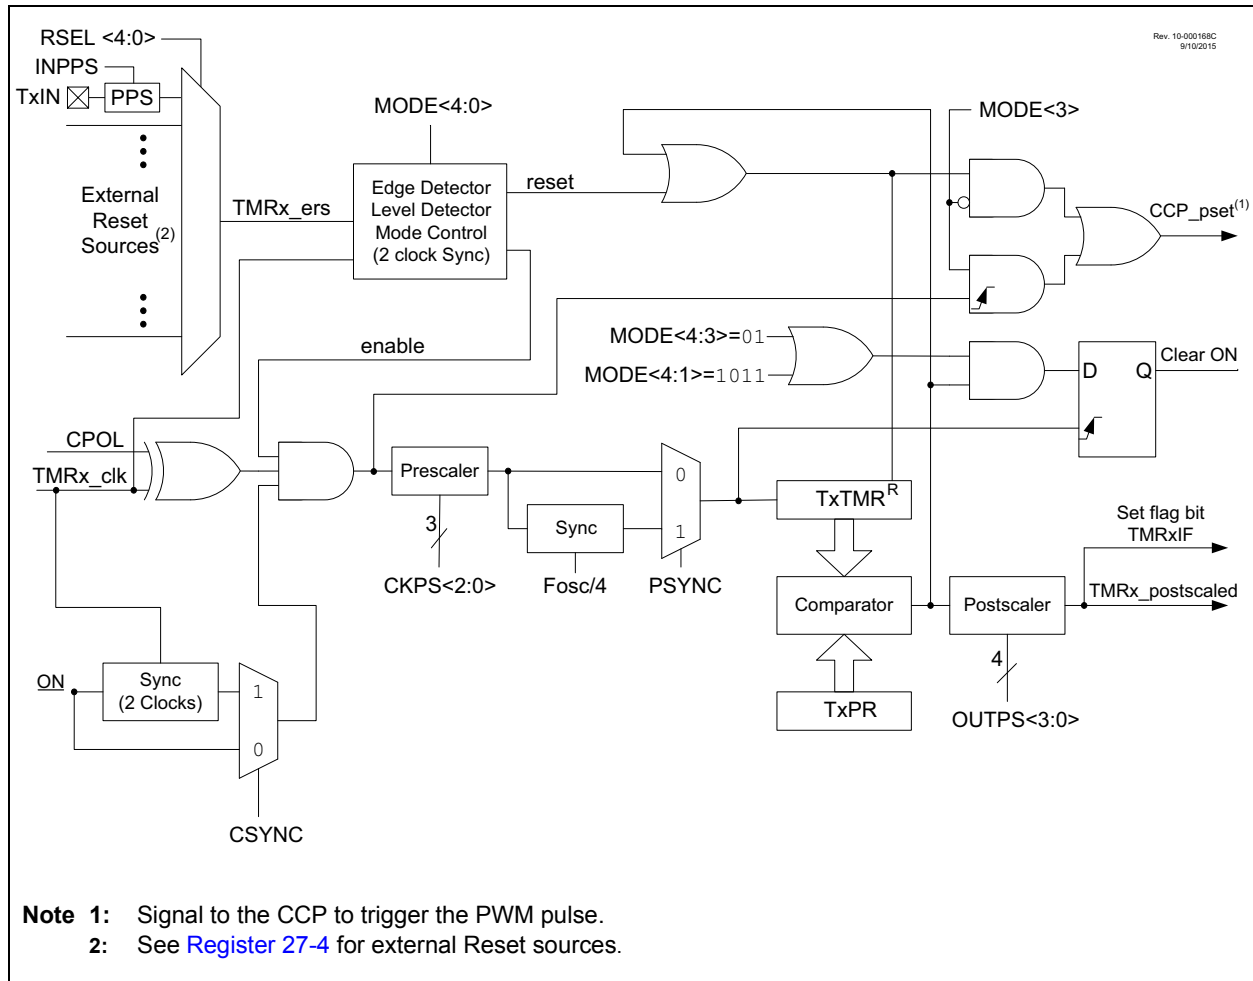 Rev. 10-000168C
9/10/2015
RSEL <4:0>
INPPS
TxIN
PPS
MODE<4:0>
MODE<3>
External
Reset
Sources(2)
TMRx_ers
Edge Detector
Level Detector
Mode Control
(2 clock Sync)
reset
CCP_pset(1)
enable
MODE<4:3>=01
MODE<4:1>=1011
D
Q
Clear ON
CPOL
TMRx_clk
Prescaler
3
CKPS<2:0>
Sync
Fosc/4
0
1
PSYNC
TxTMR
R
Set flag bit
TMRxIF
Comparator
Postscaler
TMRx_postscaled
4
OUTPS<3:0>
TxPR
ON
Sync
(2 Clocks)
1
0
CSYNC
Note 1: Signal to the CCP to trigger the PWM pulse.
2: See Register 27-4 for external Reset sources.